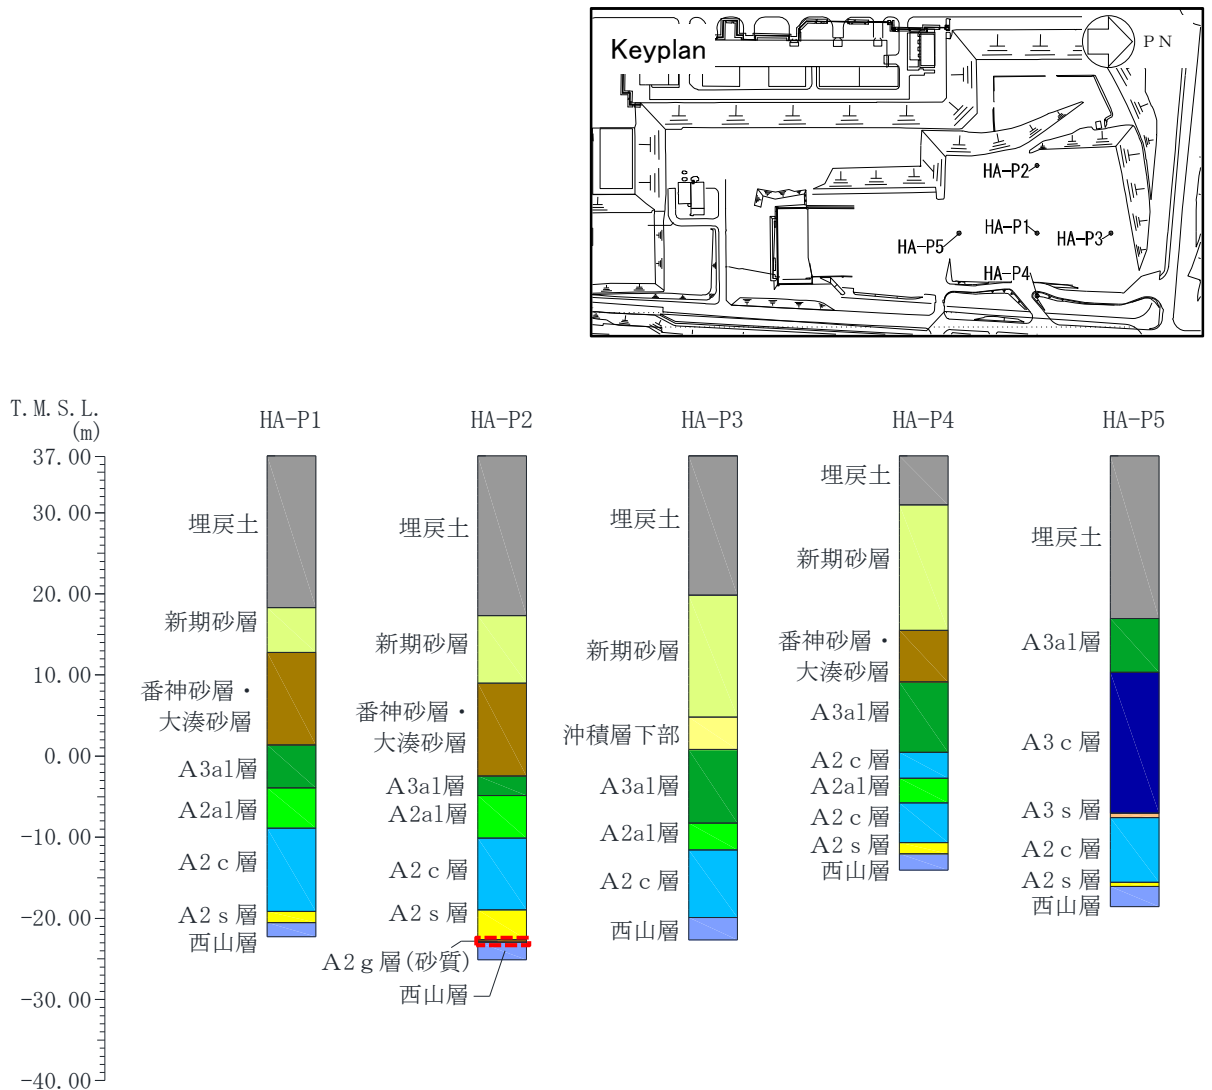 Keyplan
PN
HA-P2
HA-P1
HA-P5
HA-P3
HA-P4
T.M.S.L.
(m)
HA-P1
HA-P2
HA-P3
HA-P4
HA-P5
37.00
30.00
20.00
10.00
0.00
-10.00
-20.00
-30.00
-40.00
埋戻土
新期砂層
番神砂層・
大湊砂層
A3al層
A2al層
A2c層
A2s層
西山層
埋戻土
新期砂層
番神砂層・
大湊砂層
A3al層
A2al層
A2c層
A2s層
A2g層(砂質)
西山層
埋戻土
新期砂層
沖積層下部
A3al層
A2al層
A2c層
西山層
埋戻土
新期砂層
番神砂層・
大湊砂層
A3al層
A2c層
A2al層
A2c層
A2s層
西山層
埋戻土
A3al層
A3c層
A3s層
A2c層
A2s層
西山層